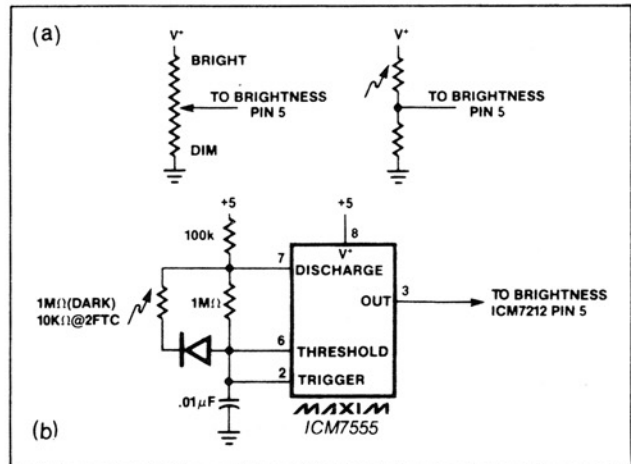 (a)
V+
BRIGHT
TO BRIGHTNESS
PIN 5
DIM
V+
TO BRIGHTNESS
PIN 5
+5
100k
+5
8
V+
7
DISCHARGE
1MΩ(DARK)
10KΩ@2FTC
1MΩ
OUT
3
TO BRIGHTNESS
ICM7212 PIN 5
6
THRESHOLD
2
TRIGGER
.01μF
MAXIM
ICM7555
(b)